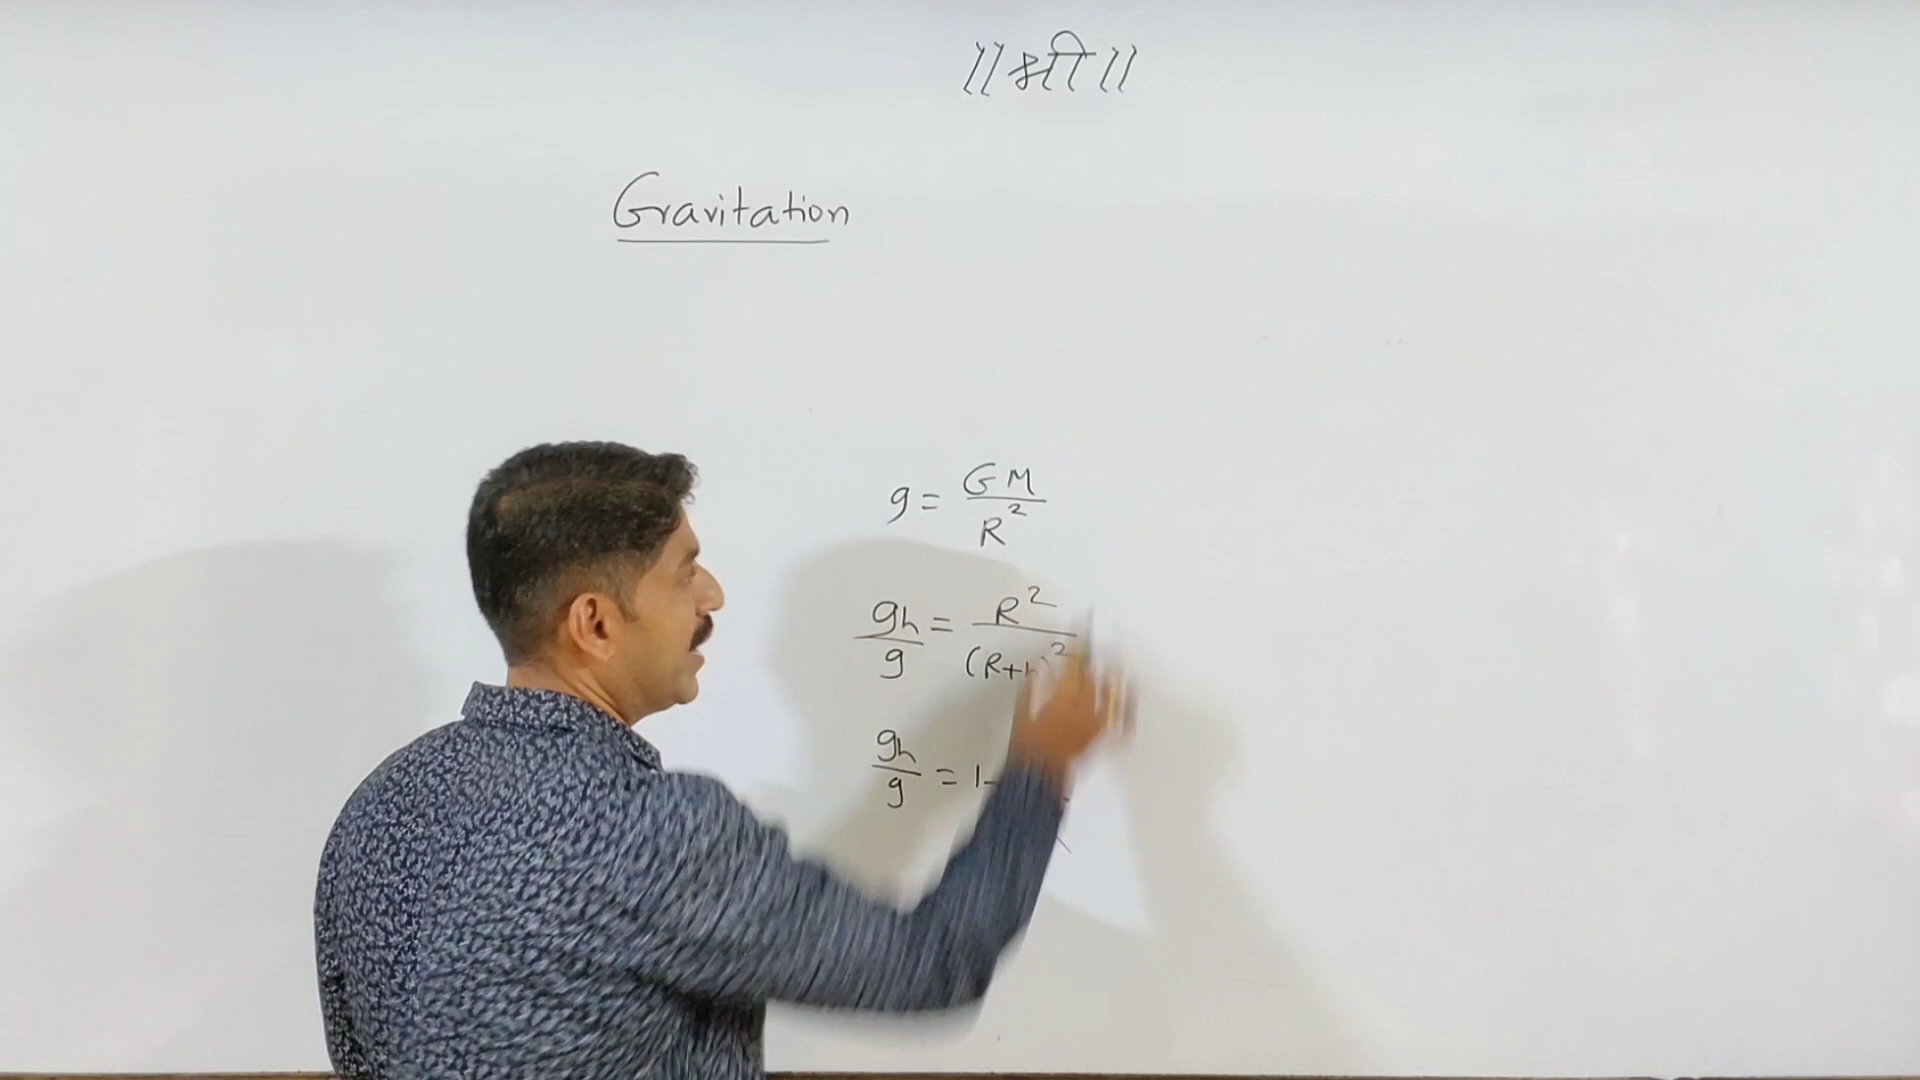 ॥ श्री ॥
Gravitation
g = GM/R²
gh/g = R²/(R+h)²
gh/g = 1-